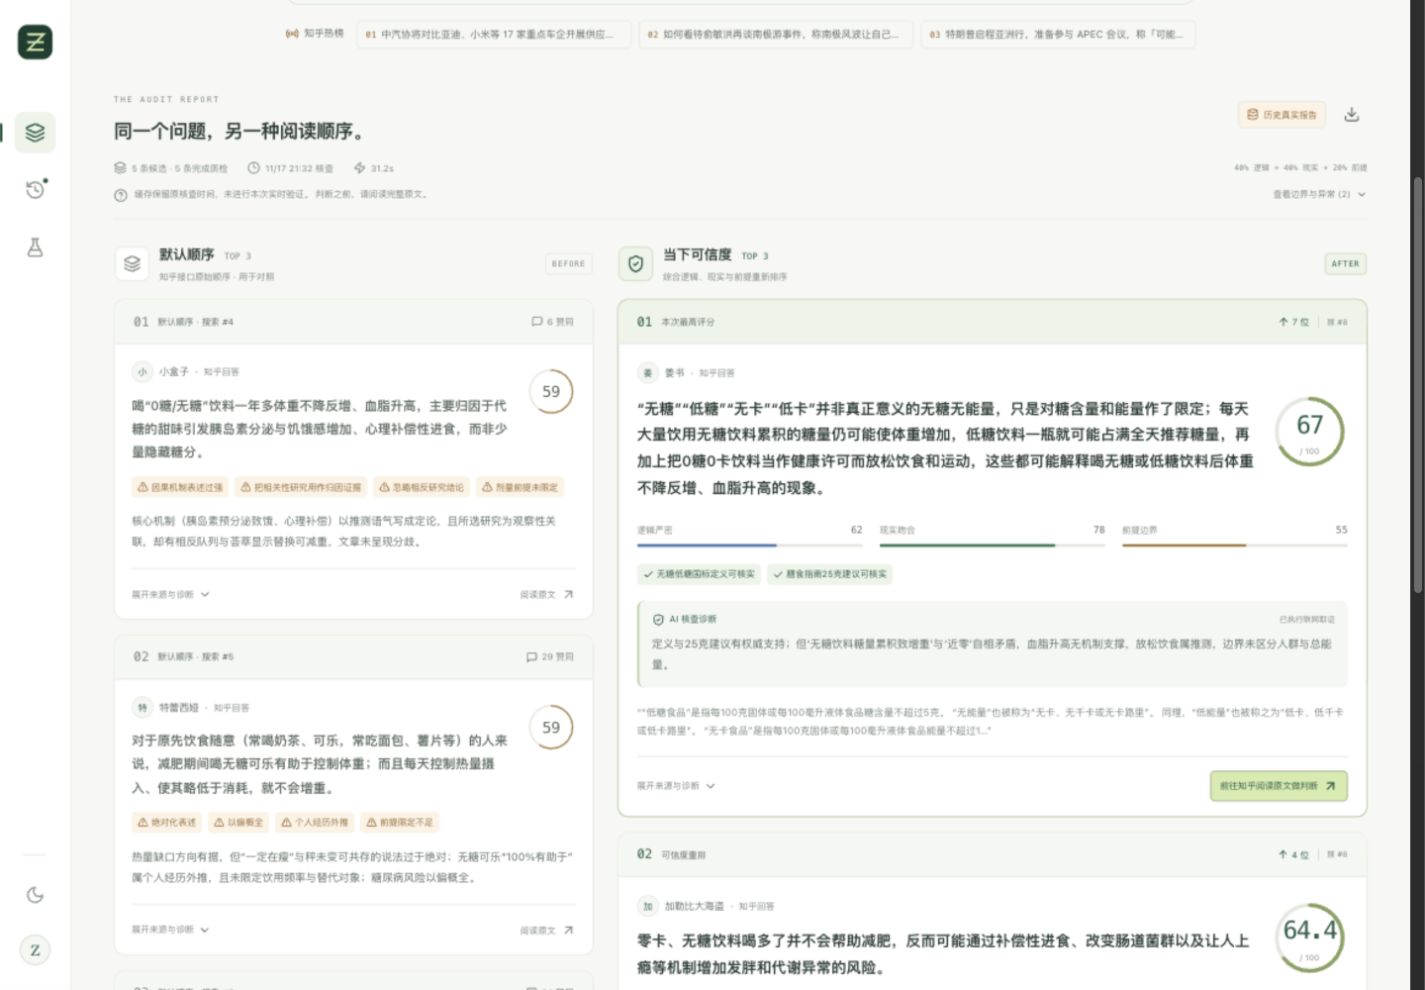 知乎热榜
01 中汽协将对比亚迪、小米等 17 家重点车企开展供应...
02 如何看待俞敏洪再谈南极游事件，称南极风波让自己...
03 特朗普启程亚洲行，准备参与 APEC 会议，称「可能...
THE AUDIT REPORT
同一个问题，另一种阅读顺序。
历史真实报告
5 条候选 · 5 条完成质检
11/17 21:32 核查
31.2s
40% 逻辑 + 40% 现实 + 20% 前提
缓存保留原核查时间，未进行本次实时验证。判断之前，请阅读完整原文。
查看边界与异常 (2)
默认顺序 TOP 3
知乎接口原始顺序 · 用于对照
BEFORE
01 默认顺序 · 搜索 #4
6 赞同
小
小盒子 · 知乎回答
59
喝“0糖/无糖”饮料一年多体重不降反增、血脂升高，主要归因于代
糖的甜味引发胰岛素分泌与饥饿感增加、心理补偿性进食，而非少
量隐藏糖分。
因果机制表述过强
把相关性研究用作归因证据
忽略相反研究结论
剂量前提未限定
核心机制（胰岛素预分泌致饿、心理补偿）以推测语气写成定论，且所选研究为观察性关
联，却有相反队列与荟萃显示替换可减重，文章未呈现分歧。
展开来源与诊断
阅读原文
02 默认顺序 · 搜索 #5
29 赞同
特
特蕾西娅 · 知乎回答
59
对于原先饮食随意（常喝奶茶、可乐，常吃面包、薯片等）的人来
说，减肥期间喝无糖可乐有助于控制体重；而且每天控制热量摄
入、使其略低于消耗，就不会增重。
绝对化表述
以偏概全
个人经历外推
前提限定不足
热量缺口方向有据，但“一定在瘦”与秤未变可共存的说法过于绝对；无糖可乐“100%有助于”
属个人经历外推，且未限定饮用频率与替代对象；糖尿病风险以偏概全。
展开来源与诊断
阅读原文
当下可信度 TOP 3
综合逻辑、现实与前提重新排序
AFTER
01 本次最高评分
↑ 7 位
原 #8
姜
姜书 · 知乎回答
67
/ 100
“无糖”“低糖”“无卡”“低卡”并非真正意义的无糖无能量，只是对糖含量和能量作了限定；每天
大量饮用无糖饮料累积的糖量仍可能使体重增加，低糖饮料一瓶就可能占满全天推荐糖量，再
加上把0糖0卡饮料当作健康许可而放松饮食和运动，这些都可能解释喝无糖或低糖饮料后体重
不降反增、血脂升高的现象。
逻辑严密 62
现实吻合 78
前提边界 55
无糖低糖国标定义可核实
膳食指南25克建议可核实
AI 核查诊断
已执行联网取证
定义与25克建议有权威支持；但‘无糖饮料糖量累积致增重’与‘近零’自相矛盾，血脂升高无机制支撑，放松饮食属推测，边界未区分人群与总能
量。
““低糖食品”是指每100克固体或每100毫升液体食品糖含量不超过5克。 “无能量”也被称为“无卡、无千卡或无卡路里”。 同理，“低能量”也被称之为“低卡、低千卡
或低卡路里”。 “无卡食品”是指每100克固体或每100毫升液体食品能量不超过1...”
展开来源与诊断
前往知乎阅读原文做判断
02 可信度重排
↑ 4 位
原 #6
加
加勒比大海盗 · 知乎回答
64.4
/ 100
零卡、无糖饮料喝多了并不会帮助减肥，反而可能通过补偿性进食、改变肠道菌群以及让人上
瘾等机制增加发胖和代谢异常的风险。
Z